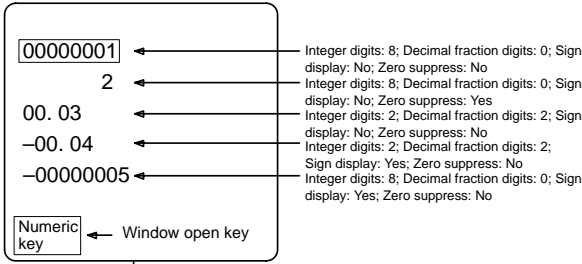 00000001
2
00. 03
–00. 04
–00000005
Numeric
key
Window open key
Integer digits: 8; Decimal fraction digits: 0; Sign
display: No; Zero suppress: No
Integer digits: 8; Decimal fraction digits: 0; Sign
display: No; Zero suppress: Yes
Integer digits: 2; Decimal fraction digits: 2; Sign
display: No; Zero suppress: No
Integer digits: 2; Decimal fraction digits: 2;
Sign display: Yes; Zero suppress: No
Integer digits: 8; Decimal fraction digits: 0; Sign
display: Yes; Zero suppress: No